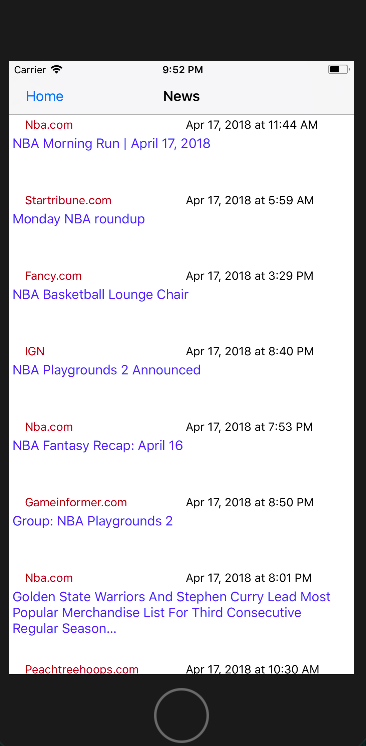 Carrier 9:52 PM
Home News
Nba.com Apr 17, 2018 at 11:44 AM
NBA Morning Run | April 17, 2018
Startribune.com Apr 17, 2018 at 5:59 AM
Monday NBA roundup
Fancy.com Apr 17, 2018 at 3:29 PM
NBA Basketball Lounge Chair
IGN Apr 17, 2018 at 8:40 PM
NBA Playgrounds 2 Announced
Nba.com Apr 17, 2018 at 7:53 PM
NBA Fantasy Recap: April 16
Gameinformer.com Apr 17, 2018 at 8:50 PM
Group: NBA Playgrounds 2
Nba.com Apr 17, 2018 at 8:01 PM
Golden State Warriors And Stephen Curry Lead Most
Popular Merchandise List For Third Consecutive
Regular Season...
Peachtreehoops.com Apr 17, 2018 at 10:30 AM